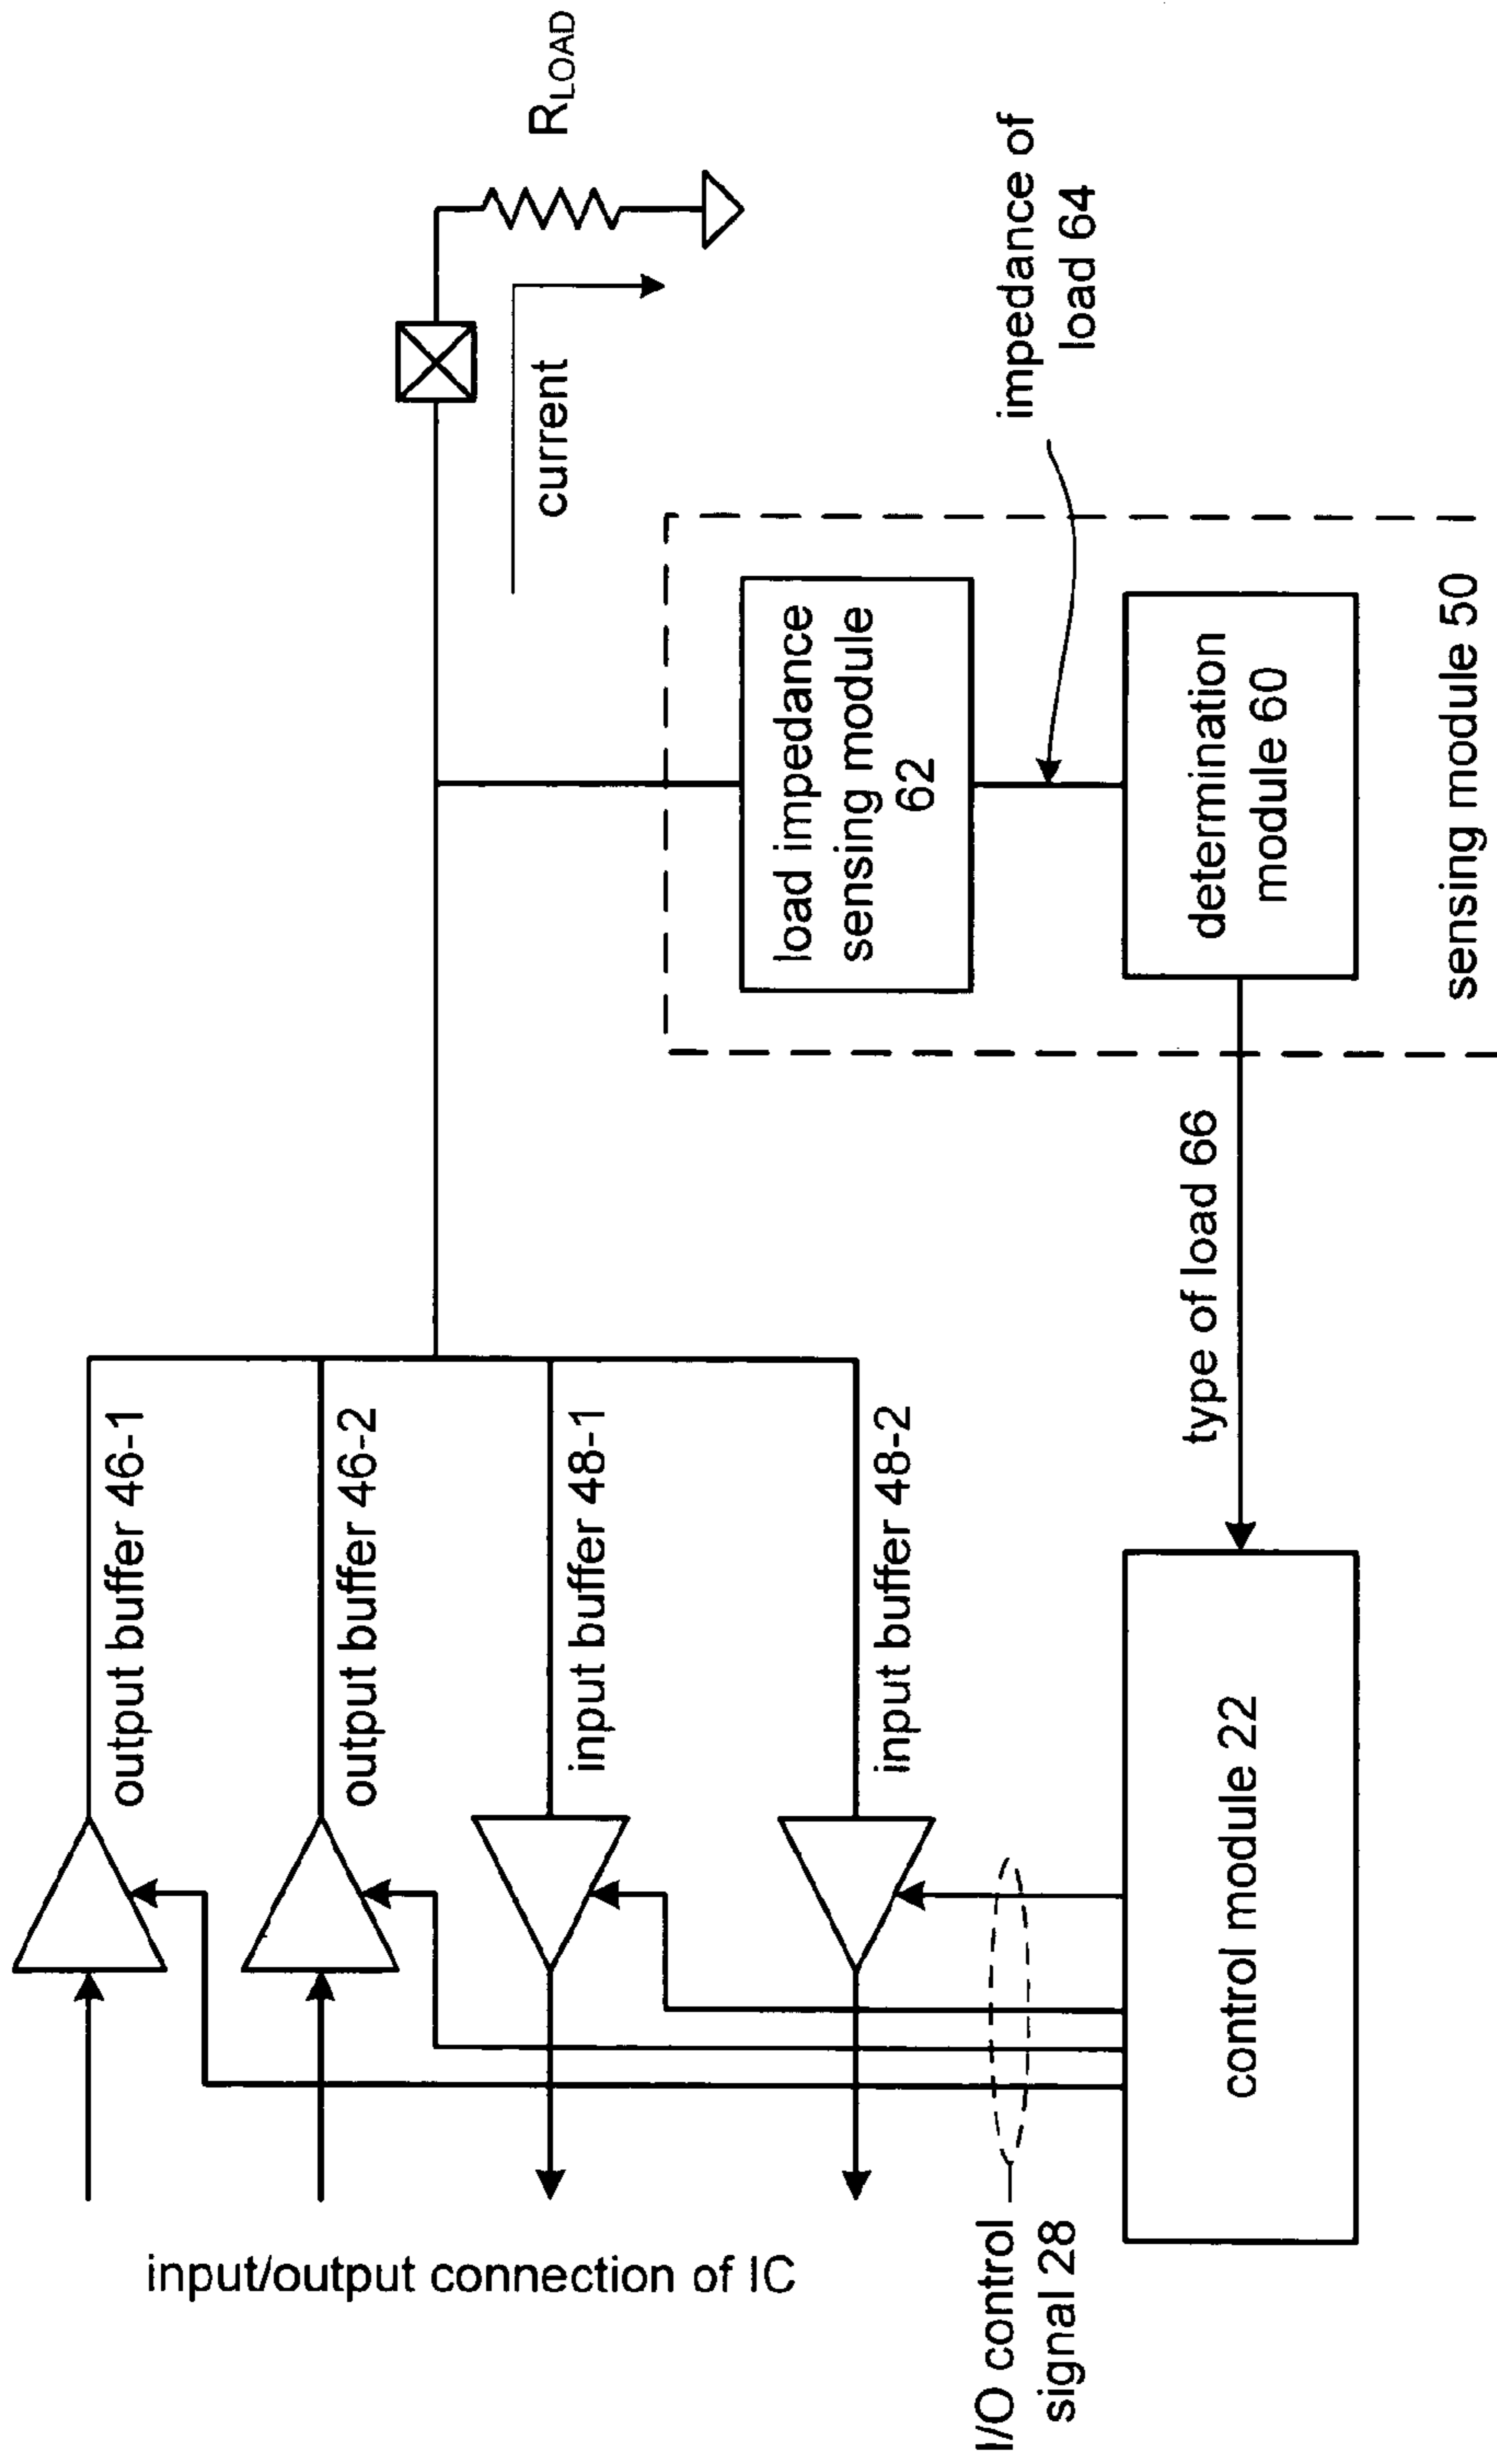 output buffer 46-1
output buffer 46-2
input buffer 48-1
input buffer 48-2
input/output connection of IC
I/O control
signal 28
control module 22
type of load 66
current
R_LOAD
load impedance
sensing module
62
impedance of
load 64
determination
module 60
sensing module 50